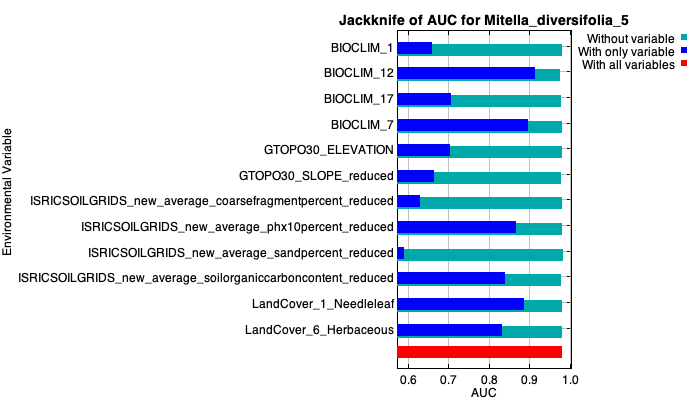 Jackknife of AUC for Mitella_diversifolia_5
Without variable
With only variable
With all variables
Environmental Variable
BIOCLIM_1
BIOCLIM_12
BIOCLIM_17
BIOCLIM_7
GTOPO30_ELEVATION
GTOPO30_SLOPE_reduced
ISRICSOILGRIDS_new_average_coarsefragmentpercent_reduced
ISRICSOILGRIDS_new_average_phx10percent_reduced
ISRICSOILGRIDS_new_average_sandpercent_reduced
ISRICSOILGRIDS_new_average_soilorganiccarboncontent_reduced
LandCover_1_Needleleaf
LandCover_6_Herbaceous
0.6 0.7 0.8 0.9 1.0
AUC